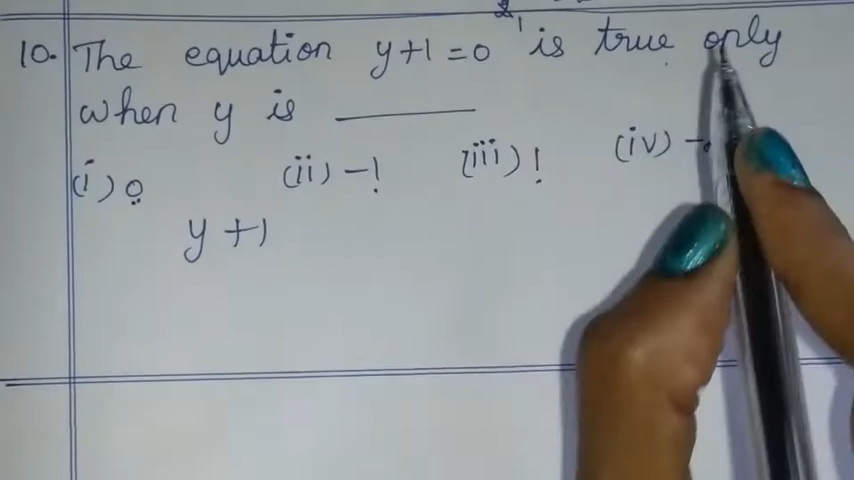 10. The equation y+1=0 is true only
when y is ______
(i) 0 (ii) -1 (iii) 1 (iv) -
y +1